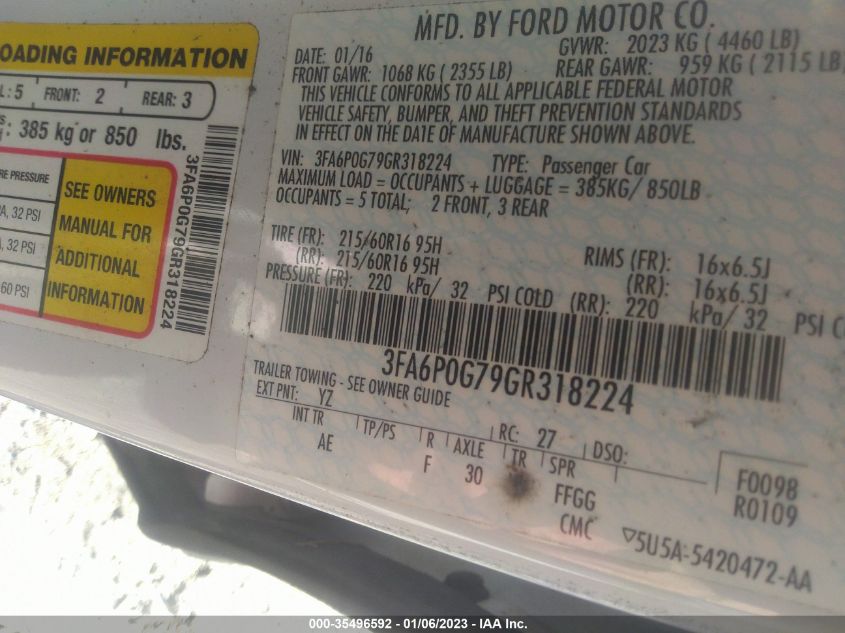 OADING INFORMATION
L: 5 FRONT: 2 REAR: 3
: 385 kg or 850 lbs.
RE PRESSURE
A, 32 PSI
A, 32 PSI
60 PSI
SEE OWNERS
MANUAL FOR
ADDITIONAL
INFORMATION
3FA6P0G79GR318224
MFD. BY FORD MOTOR CO.
DATE: 01/16 GVWR: 2023 KG ( 4460 LB)
FRONT GAWR: 1068 KG ( 2355 LB) REAR GAWR: 959 KG ( 2115 LB)
THIS VEHICLE CONFORMS TO ALL APPLICABLE FEDERAL MOTOR
VEHICLE SAFETY, BUMPER, AND THEFT PREVENTION STANDARDS
IN EFFECT ON THE DATE OF MANUFACTURE SHOWN ABOVE.
VIN: 3FA6P0G79GR318224 TYPE: Passenger Car
MAXIMUM LOAD = OCCUPANTS + LUGGAGE = 385KG/ 850LB
OCCUPANTS = 5 TOTAL; 2 FRONT, 3 REAR
TIRE (FR): 215/60R16 95H RIMS (FR): 16x6.5J
(RR): 215/60R16 95H (RR): 16x6.5J
PRESSURE (FR): 220 kPa/ 32 PSI COLD (RR): 220 kPa/ 32 PSI CO
3FA6P0G79GR318224
TRAILER TOWING - SEE OWNER GUIDE
EXT PNT: YZ RC: 27 DSO:
INT TR TP/PS R AXLE TR SPR
AE F 30 FFGG
CMC
F0098
R0109
5U5A-5420472-AA
000-35496592 - 01/06/2023 - IAA Inc.